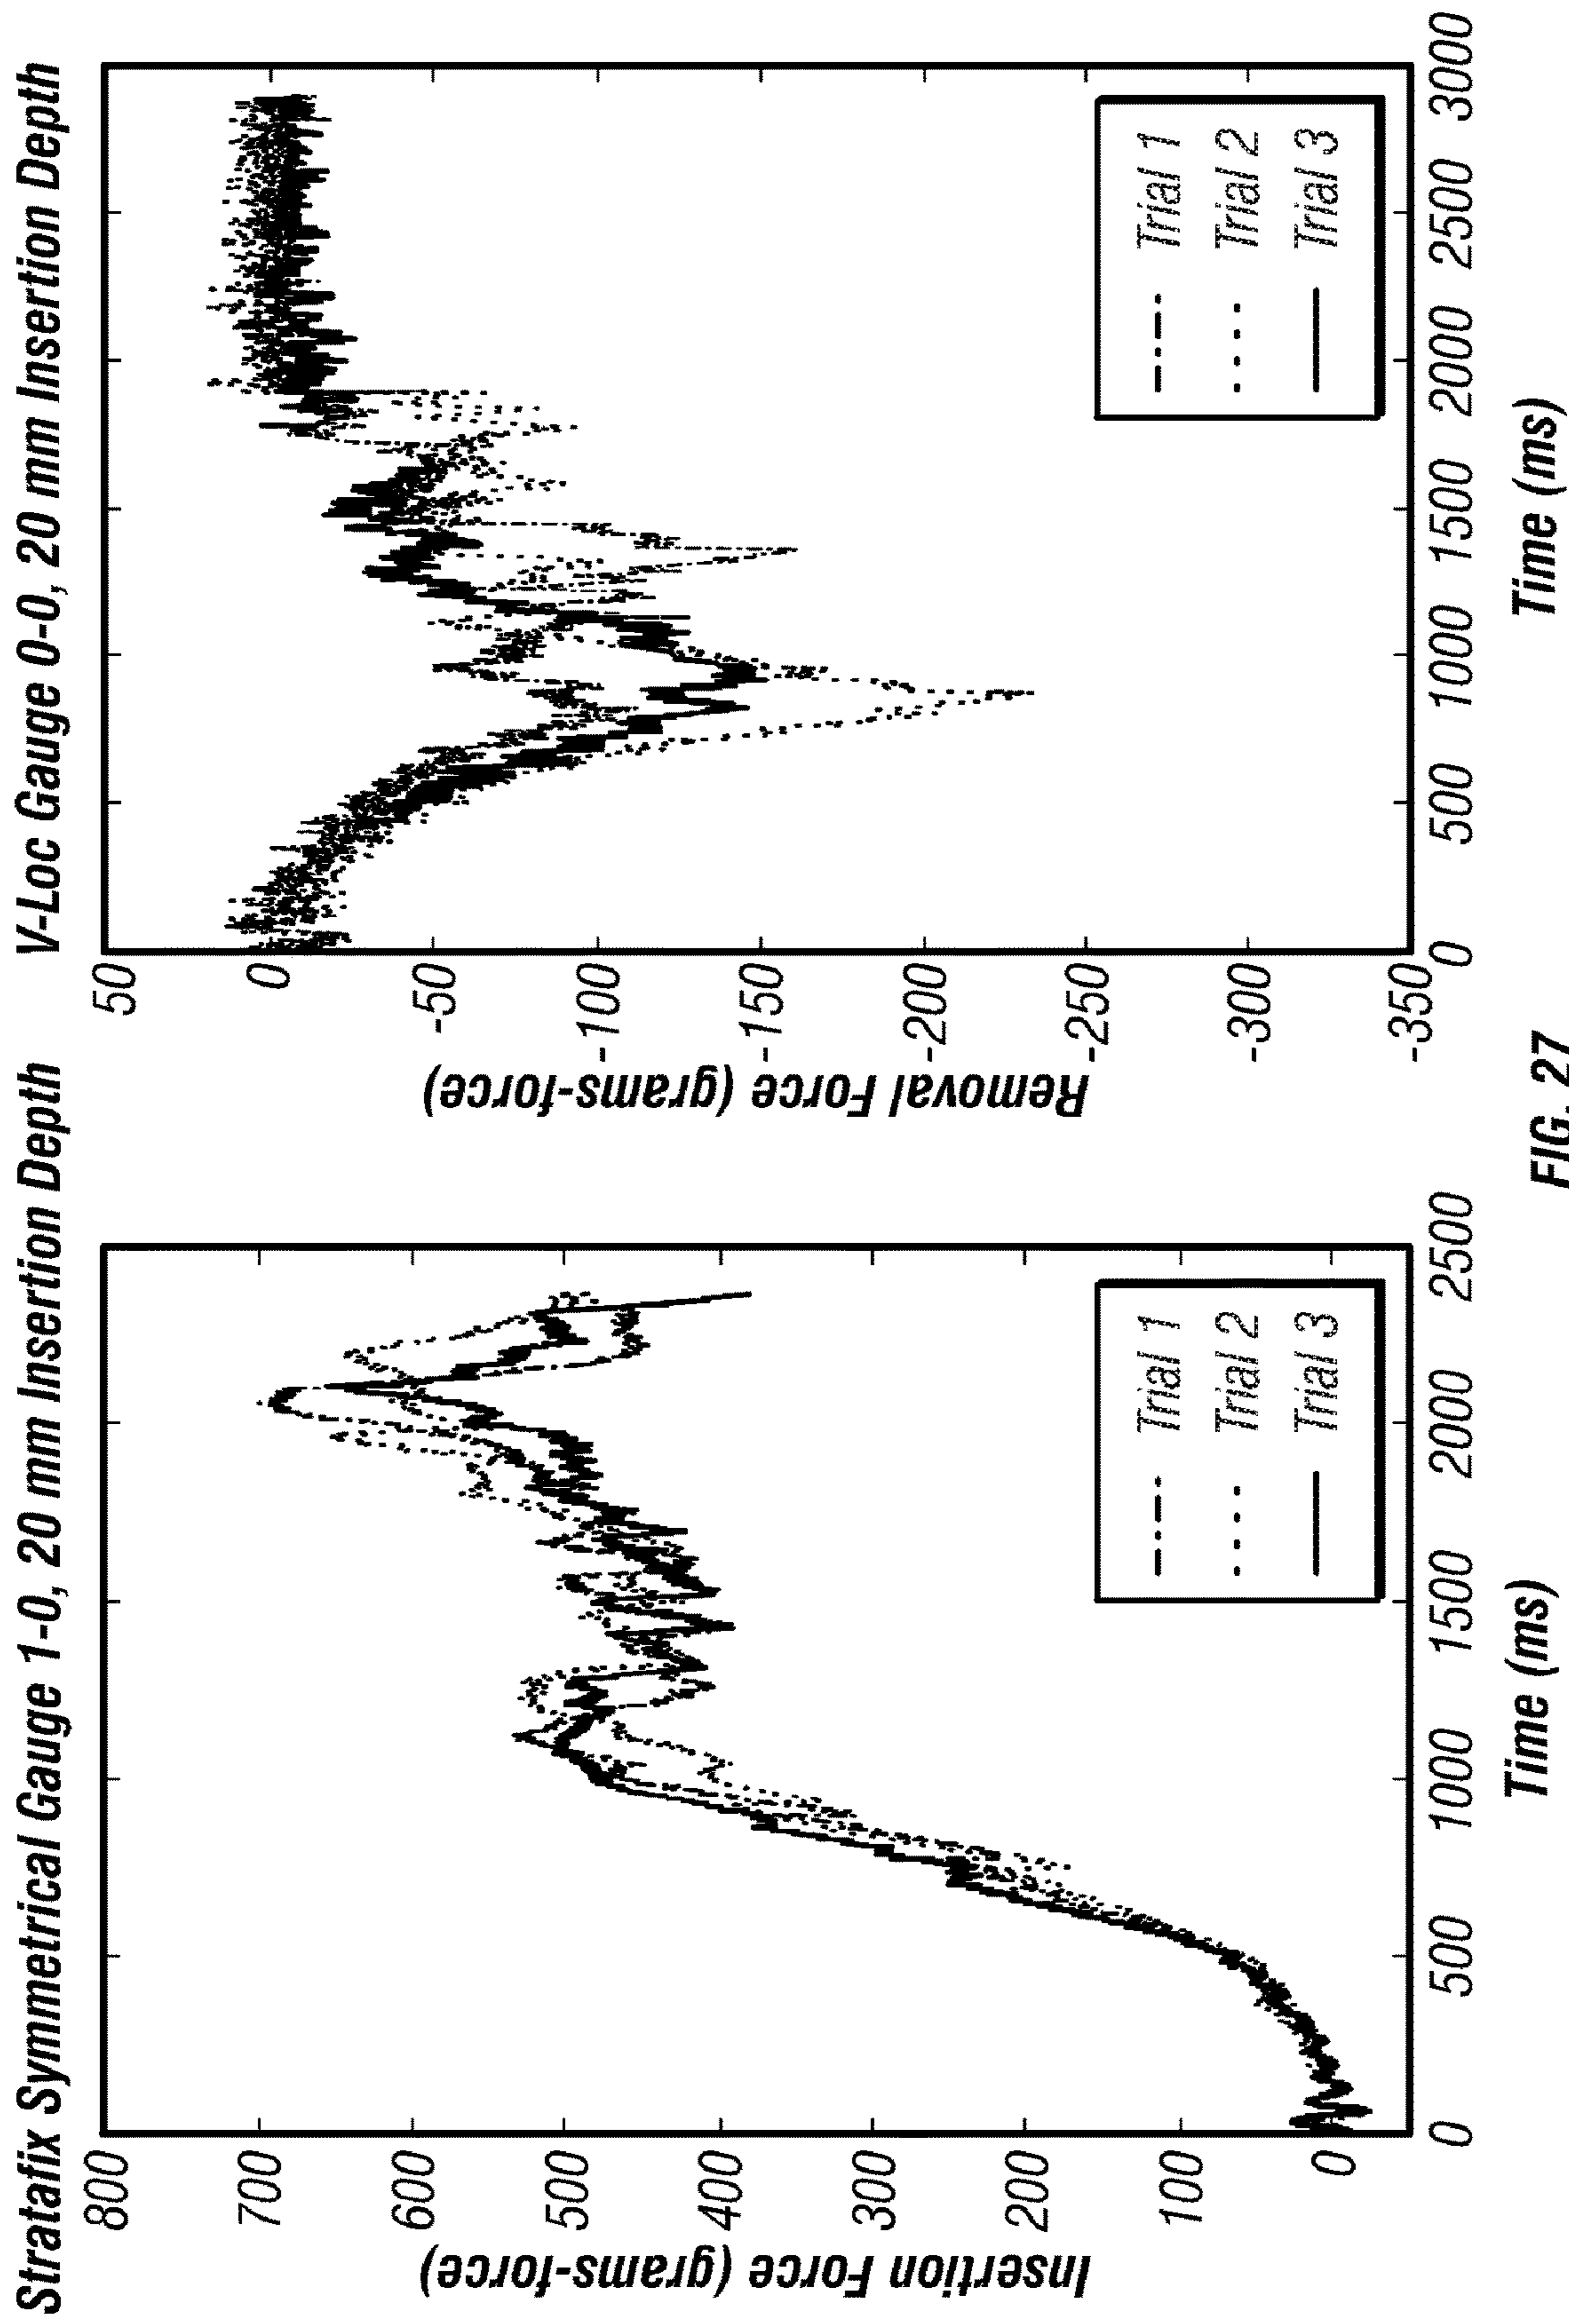 Stratafix Symmetrical Gauge 1-0, 20 mm Insertion Depth
Insertion Force (grams-force)
800
700
600
500
400
300
200
100
0
0 500 1000 1500 2000 2500
Time (ms)
Trial 1
Trial 2
Trial 3
V-Loc Gauge 0-0, 20 mm Insertion Depth
Removal Force (grams-force)
50
0
-50
-100
-150
-200
-250
-300
-350
0 500 1000 1500 2000 2500 3000
Time (ms)
Trial 1
Trial 2
Trial 3
FIG. 27